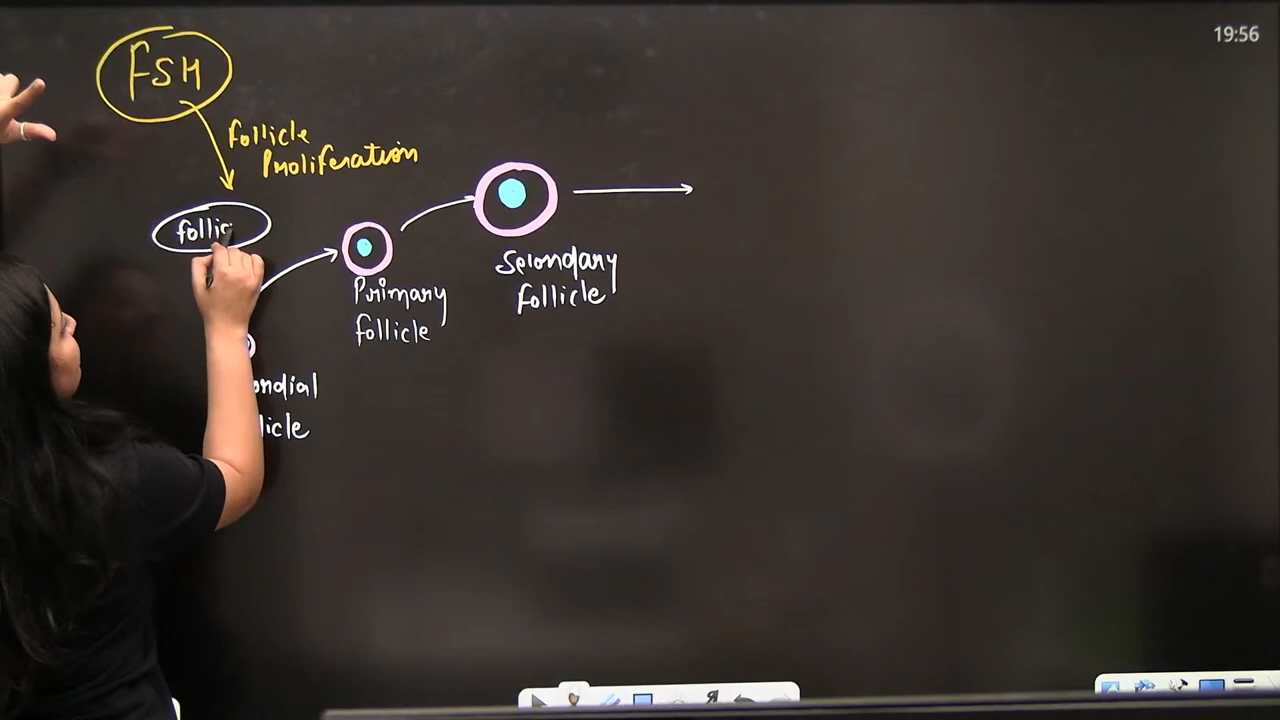 19:56
FSH
follicle
Proliferation
follic
Primary
follicle
Secondary
follicle
ondial
licle